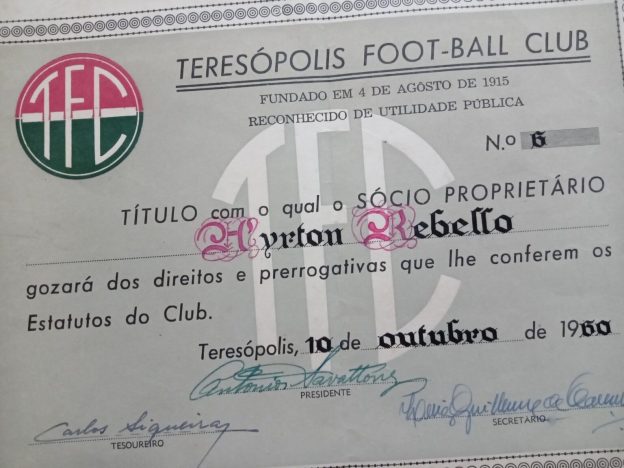 TFC
TERESÓPOLIS FOOT-BALL CLUB
FUNDADO EM 4 DE AGÔSTO DE 1915
RECONHECIDO DE UTILIDADE PÚBLICA
N.o 6
TFC
TÍTULO com o qual o SÓCIO PROPRIETÁRIO
Ayrton Rebello
gozará dos direitos e prerrogativas que lhe conferem os
Estatutos do Club.
Teresópolis, 10 de outubro de 1960
Antonio
PRESIDENTE
Carlos Siqueira
TESOUREIRO
SECRETÁRIO